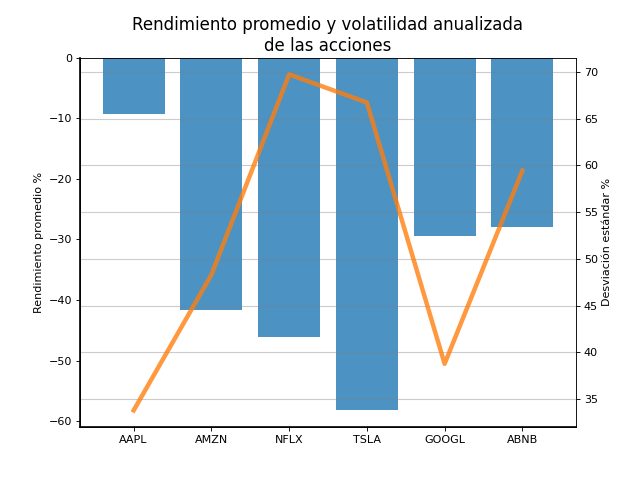 Rendimiento promedio y volatilidad anualizada
de las acciones
Rendimiento promedio %
0
−10
−20
−30
−40
−50
−60
70
65
60
55
50
45
40
35
Desviación estándar %
AAPL
AMZN
NFLX
TSLA
GOOGL
ABNB